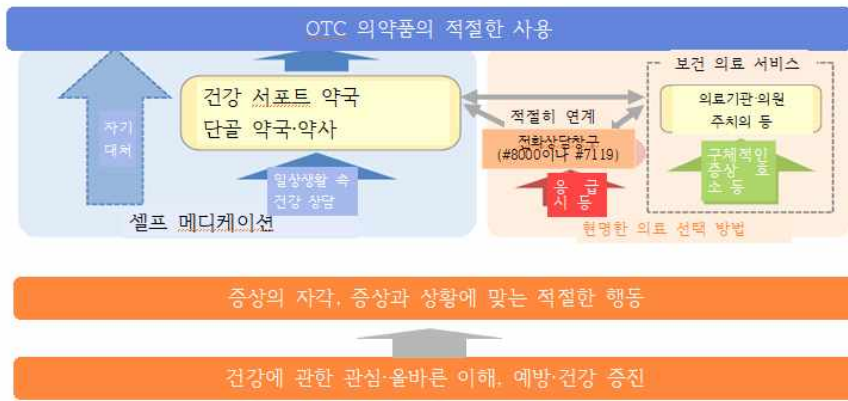 OTC 의약품의 적절한 사용
보건 의료 서비스
건강 서포트 약국
단골 약국·약사
적절히 연계
의료기관·의원
주치의 등
자기
대처
전화상담창구
(#8000이나 #7119)
일상생활 속
건강 상담
응 급
시 등
구체적인
증상 호
소 등
셀프 메디케이션
현명한 의료 선택 방법
증상의 자각, 증상과 상황에 맞는 적절한 행동
건강에 관한 관심·올바른 이해, 예방·건강 증진